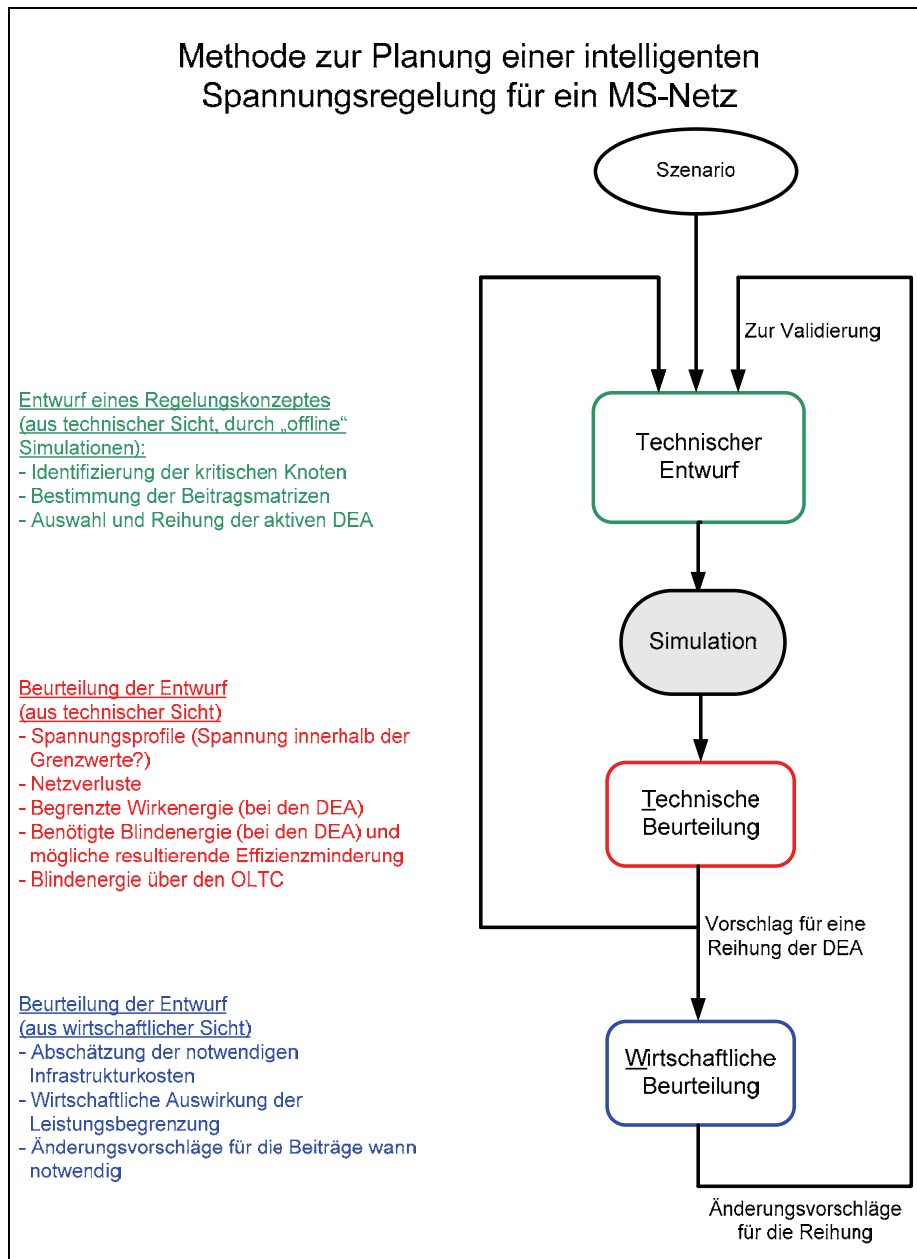 Methode zur Planung einer intelligenten
Spannungsregelung für ein MS-Netz
Szenario
Zur Validierung
Entwurf eines Regelungskonzeptes
(aus technischer Sicht, durch „offline“
Simulationen):
- Identifizierung der kritischen Knoten
- Bestimmung der Beitragsmatrizen
- Auswahl und Reihung der aktiven DEA
Technischer
Entwurf
Simulation
Beurteilung der Entwurf
(aus technischer Sicht)
- Spannungsprofile (Spannung innerhalb der
Grenzwerte?)
- Netzverluste
- Begrenzte Wirkenergie (bei den DEA)
- Benötigte Blindenergie (bei den DEA) und
mögliche resultierende Effizienzminderung
- Blindenergie über den OLTC
Technische
Beurteilung
Vorschlag für eine
Reihung der DEA
Beurteilung der Entwurf
(aus wirtschaftlicher Sicht)
- Abschätzung der notwendigen
Infrastrukturkosten
- Wirtschaftliche Auswirkung der
Leistungsbegrenzung
- Änderungsvorschläge für die Beiträge wann
notwendig
Wirtschaftliche
Beurteilung
Änderungsvorschläge
für die Reihung